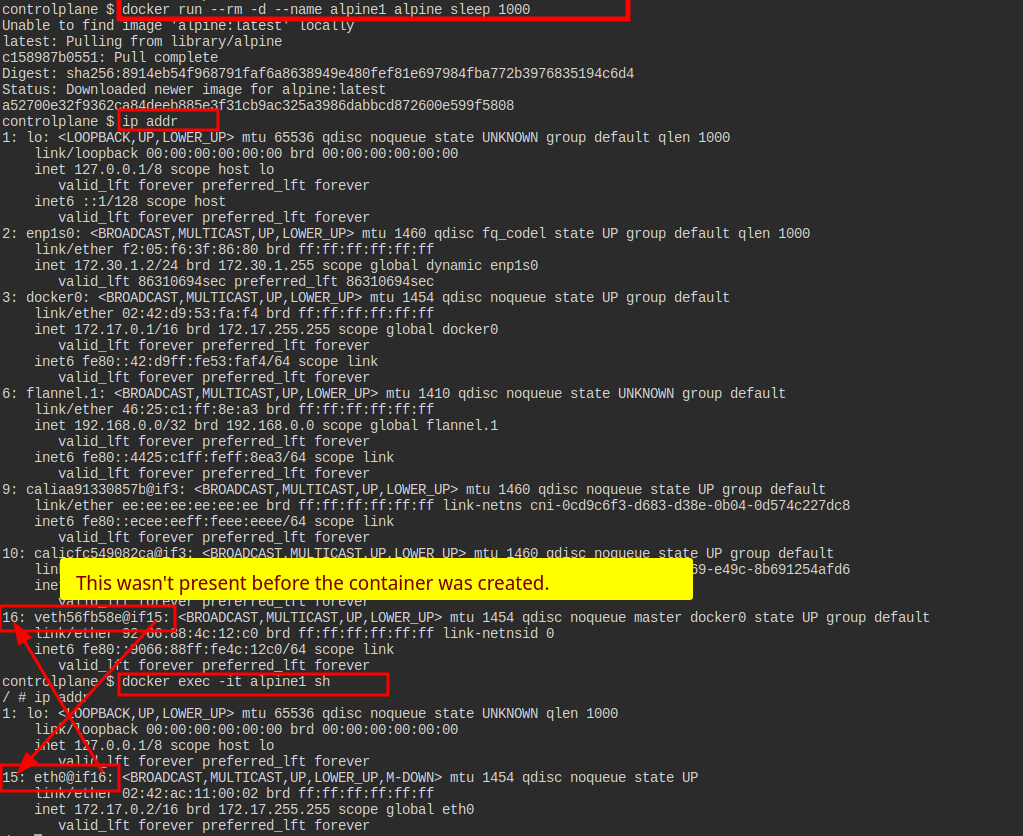 controlplane $ docker run --rm -d --name alpine1 alpine sleep 1000
Unable to find image 'alpine:latest' locally
latest: Pulling from library/alpine
c158987b0551: Pull complete
Digest: sha256:8914eb54f968791faf6a8638949e480fef81e697984fba772b3976835194c6d4
Status: Downloaded newer image for alpine:latest
a52700e32f9362ca84deeb885e3f31cb9ac325a3986dabbcd872600e599f5808
controlplane $ ip addr
1: lo: <LOOPBACK,UP,LOWER_UP> mtu 65536 qdisc noqueue state UNKNOWN group default qlen 1000
link/loopback 00:00:00:00:00:00 brd 00:00:00:00:00:00
inet 127.0.0.1/8 scope host lo
valid_lft forever preferred_lft forever
inet6 ::1/128 scope host
valid_lft forever preferred_lft forever
2: enp1s0: <BROADCAST,MULTICAST,UP,LOWER_UP> mtu 1460 qdisc fq_codel state UP group default qlen 1000
link/ether f2:05:f6:3f:86:80 brd ff:ff:ff:ff:ff:ff
inet 172.30.1.2/24 brd 172.30.1.255 scope global dynamic enp1s0
valid_lft 86310694sec preferred_lft 86310694sec
3: docker0: <BROADCAST,MULTICAST,UP,LOWER_UP> mtu 1454 qdisc noqueue state UP group default
link/ether 02:42:d9:53:fa:f4 brd ff:ff:ff:ff:ff:ff
inet 172.17.0.1/16 brd 172.17.255.255 scope global docker0
valid_lft forever preferred_lft forever
inet6 fe80::42:d9ff:fe53:faf4/64 scope link
valid_lft forever preferred_lft forever
6: flannel.1: <BROADCAST,MULTICAST,UP,LOWER_UP> mtu 1410 qdisc noqueue state UNKNOWN group default
link/ether 46:25:c1:ff:8e:a3 brd ff:ff:ff:ff:ff:ff
inet 192.168.0.0/32 brd 192.168.0.0 scope global flannel.1
valid_lft forever preferred_lft forever
inet6 fe80::4425:c1ff:feff:8ea3/64 scope link
valid_lft forever preferred_lft forever
9: caliaa91330857b@if3: <BROADCAST,MULTICAST,UP,LOWER_UP> mtu 1460 qdisc noqueue state UP group default
link/ether ee:ee:ee:ee:ee:ee brd ff:ff:ff:ff:ff:ff link-netns cni-0cd9c6f3-d683-d38e-0b04-0d574c227dc8
inet6 fe80::ecee:eeff:feee:eeee/64 scope link
valid_lft forever preferred_lft forever
10: calicfc549082ca@if3: <BROADCAST,MULTICAST,UP,LOWER_UP> mtu 1460 qdisc noqueue state UP group default
lin 69-e49c-8b691254afd6
ine
This wasn't present before the container was created.
valid_lft forever preferred_lft forever
16: veth56fb58e@if15: <BROADCAST,MULTICAST,UP,LOWER_UP> mtu 1454 qdisc noqueue master docker0 state UP group default
link/ether 92:66:88:4c:12:c0 brd ff:ff:ff:ff:ff:ff link-netnsid 0
inet6 fe80::9066:88ff:fe4c:12c0/64 scope link
valid_lft forever preferred_lft forever
controlplane $ docker exec -it alpine1 sh
/ # ip addr
1: lo: <LOOPBACK,UP,LOWER_UP> mtu 65536 qdisc noqueue state UNKNOWN qlen 1000
link/loopback 00:00:00:00:00:00 brd 00:00:00:00:00:00
inet 127.0.0.1/8 scope host lo
valid_lft forever preferred_lft forever
15: eth0@if16: <BROADCAST,MULTICAST,UP,LOWER_UP,M-DOWN> mtu 1454 qdisc noqueue state UP
link/ether 02:42:ac:11:00:02 brd ff:ff:ff:ff:ff:ff
inet 172.17.0.2/16 brd 172.17.255.255 scope global eth0
valid_lft forever preferred_lft forever